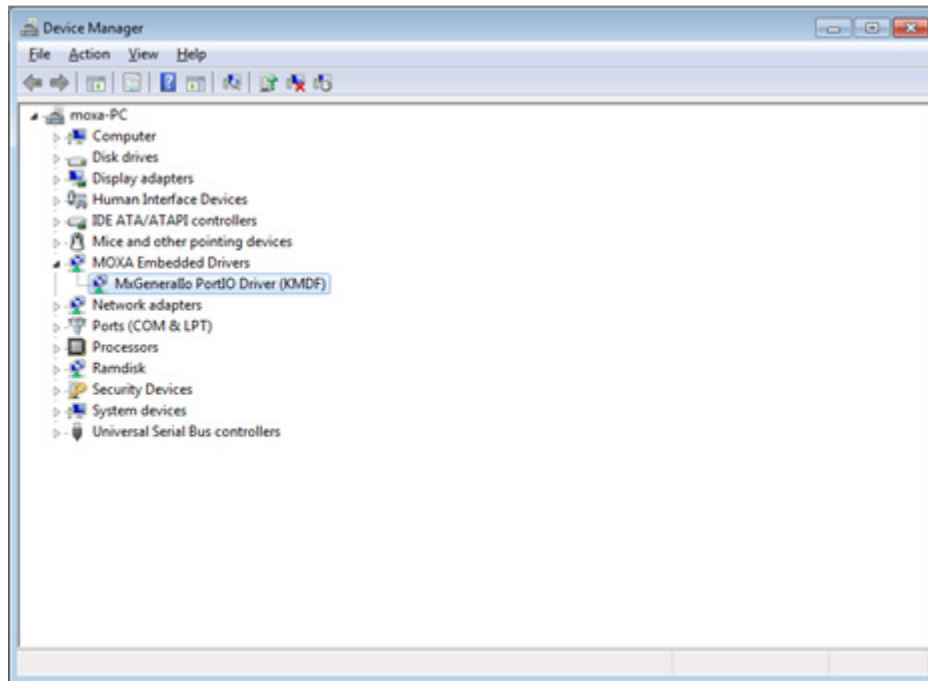 Device Manager
File Action View Help
moxa-PC
Computer
Disk drives
Display adapters
Human Interface Devices
IDE ATA/ATAPI controllers
Mice and other pointing devices
MOXA Embedded Drivers
MxGeneralIo PortIO Driver (KMDF)
Network adapters
Ports (COM & LPT)
Processors
Ramdisk
Security Devices
System devices
Universal Serial Bus controllers